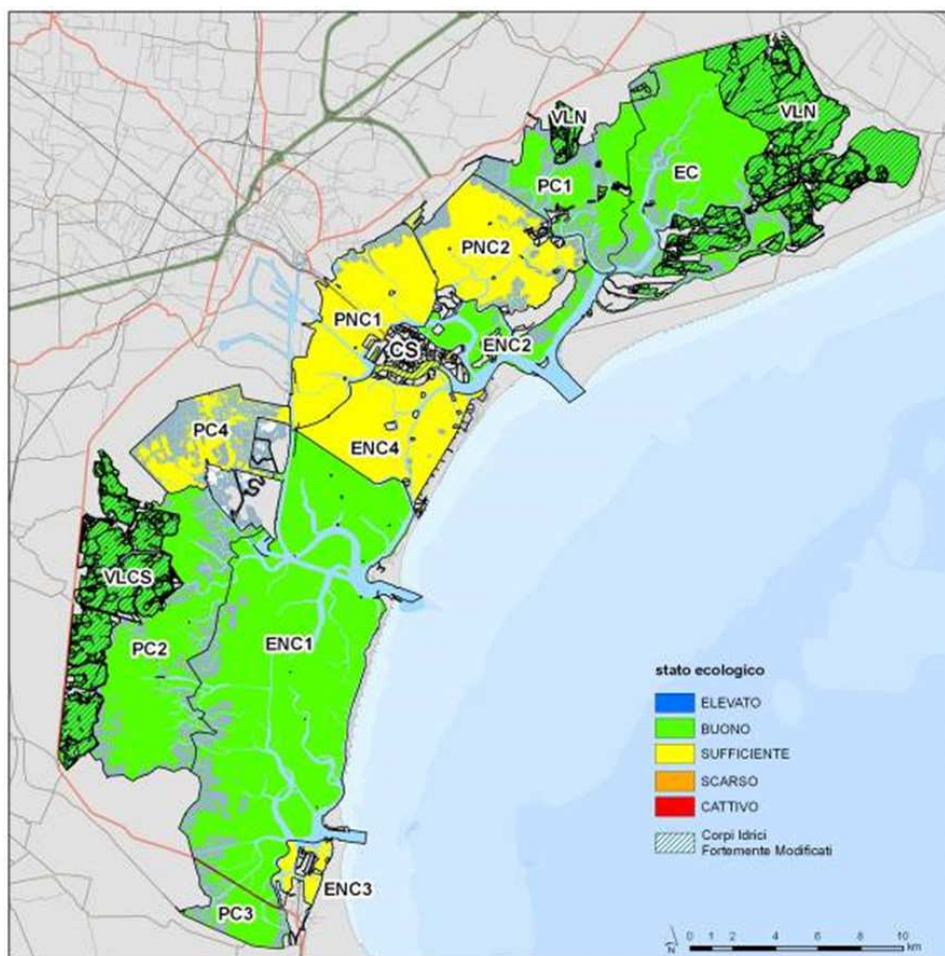 VLN
VLN
PC1
EC
PNC2
PNC1
CS
ENC2
PC4
ENC4
VLCS
PC2
ENC1
PC3
ENC3
stato ecologico
ELEVATO
BUONO
SUFFICIENTE
SCARSO
CATTIVO
Corpi Idrici
Fortemente Modificati
N
0 1 2 4 6 8 10
km